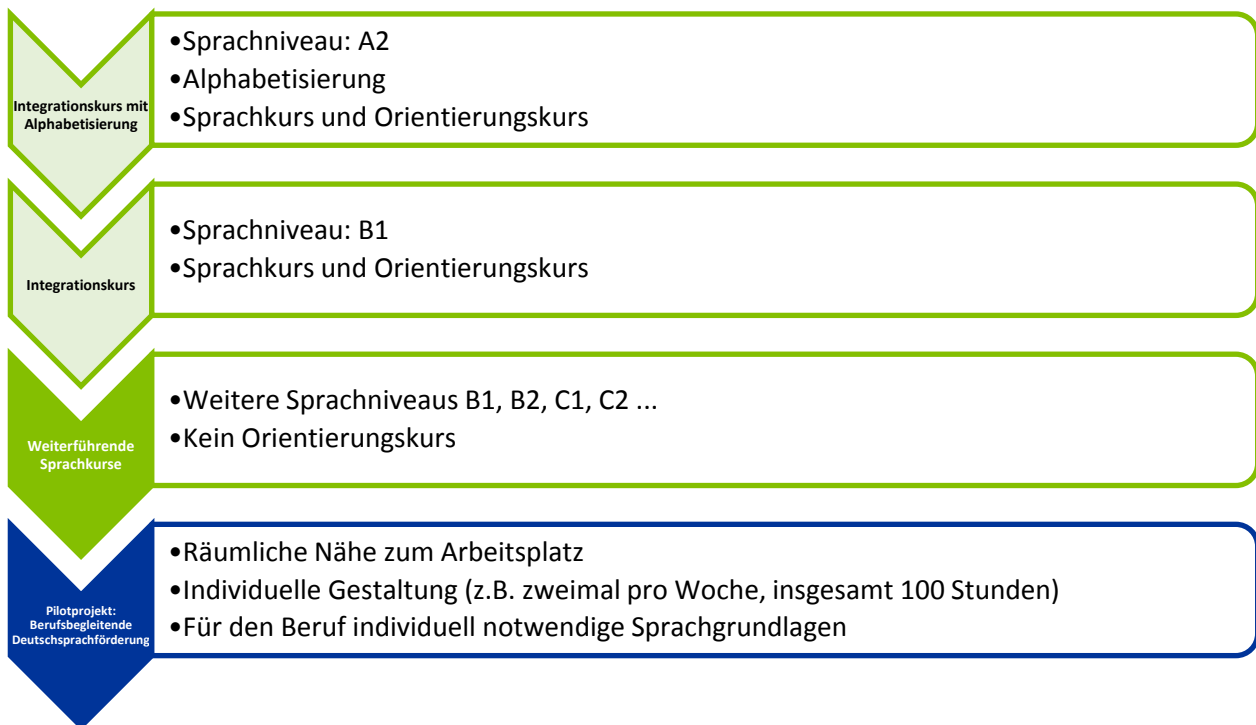 Integrationskurs mit
Alphabetisierung
•Sprachniveau: A2
•Alphabetisierung
•Sprachkurs und Orientierungskurs
Integrationskurs
•Sprachniveau: B1
•Sprachkurs und Orientierungskurs
Weiterführende
Sprachkurse
•Weitere Sprachniveaus B1, B2, C1, C2 ...
•Kein Orientierungskurs
Pilotprojekt:
Berufsbegleitende
Deutschsprachförderung
•Räumliche Nähe zum Arbeitsplatz
•Individuelle Gestaltung (z.B. zweimal pro Woche, insgesamt 100 Stunden)
•Für den Beruf individuell notwendige Sprachgrundlagen